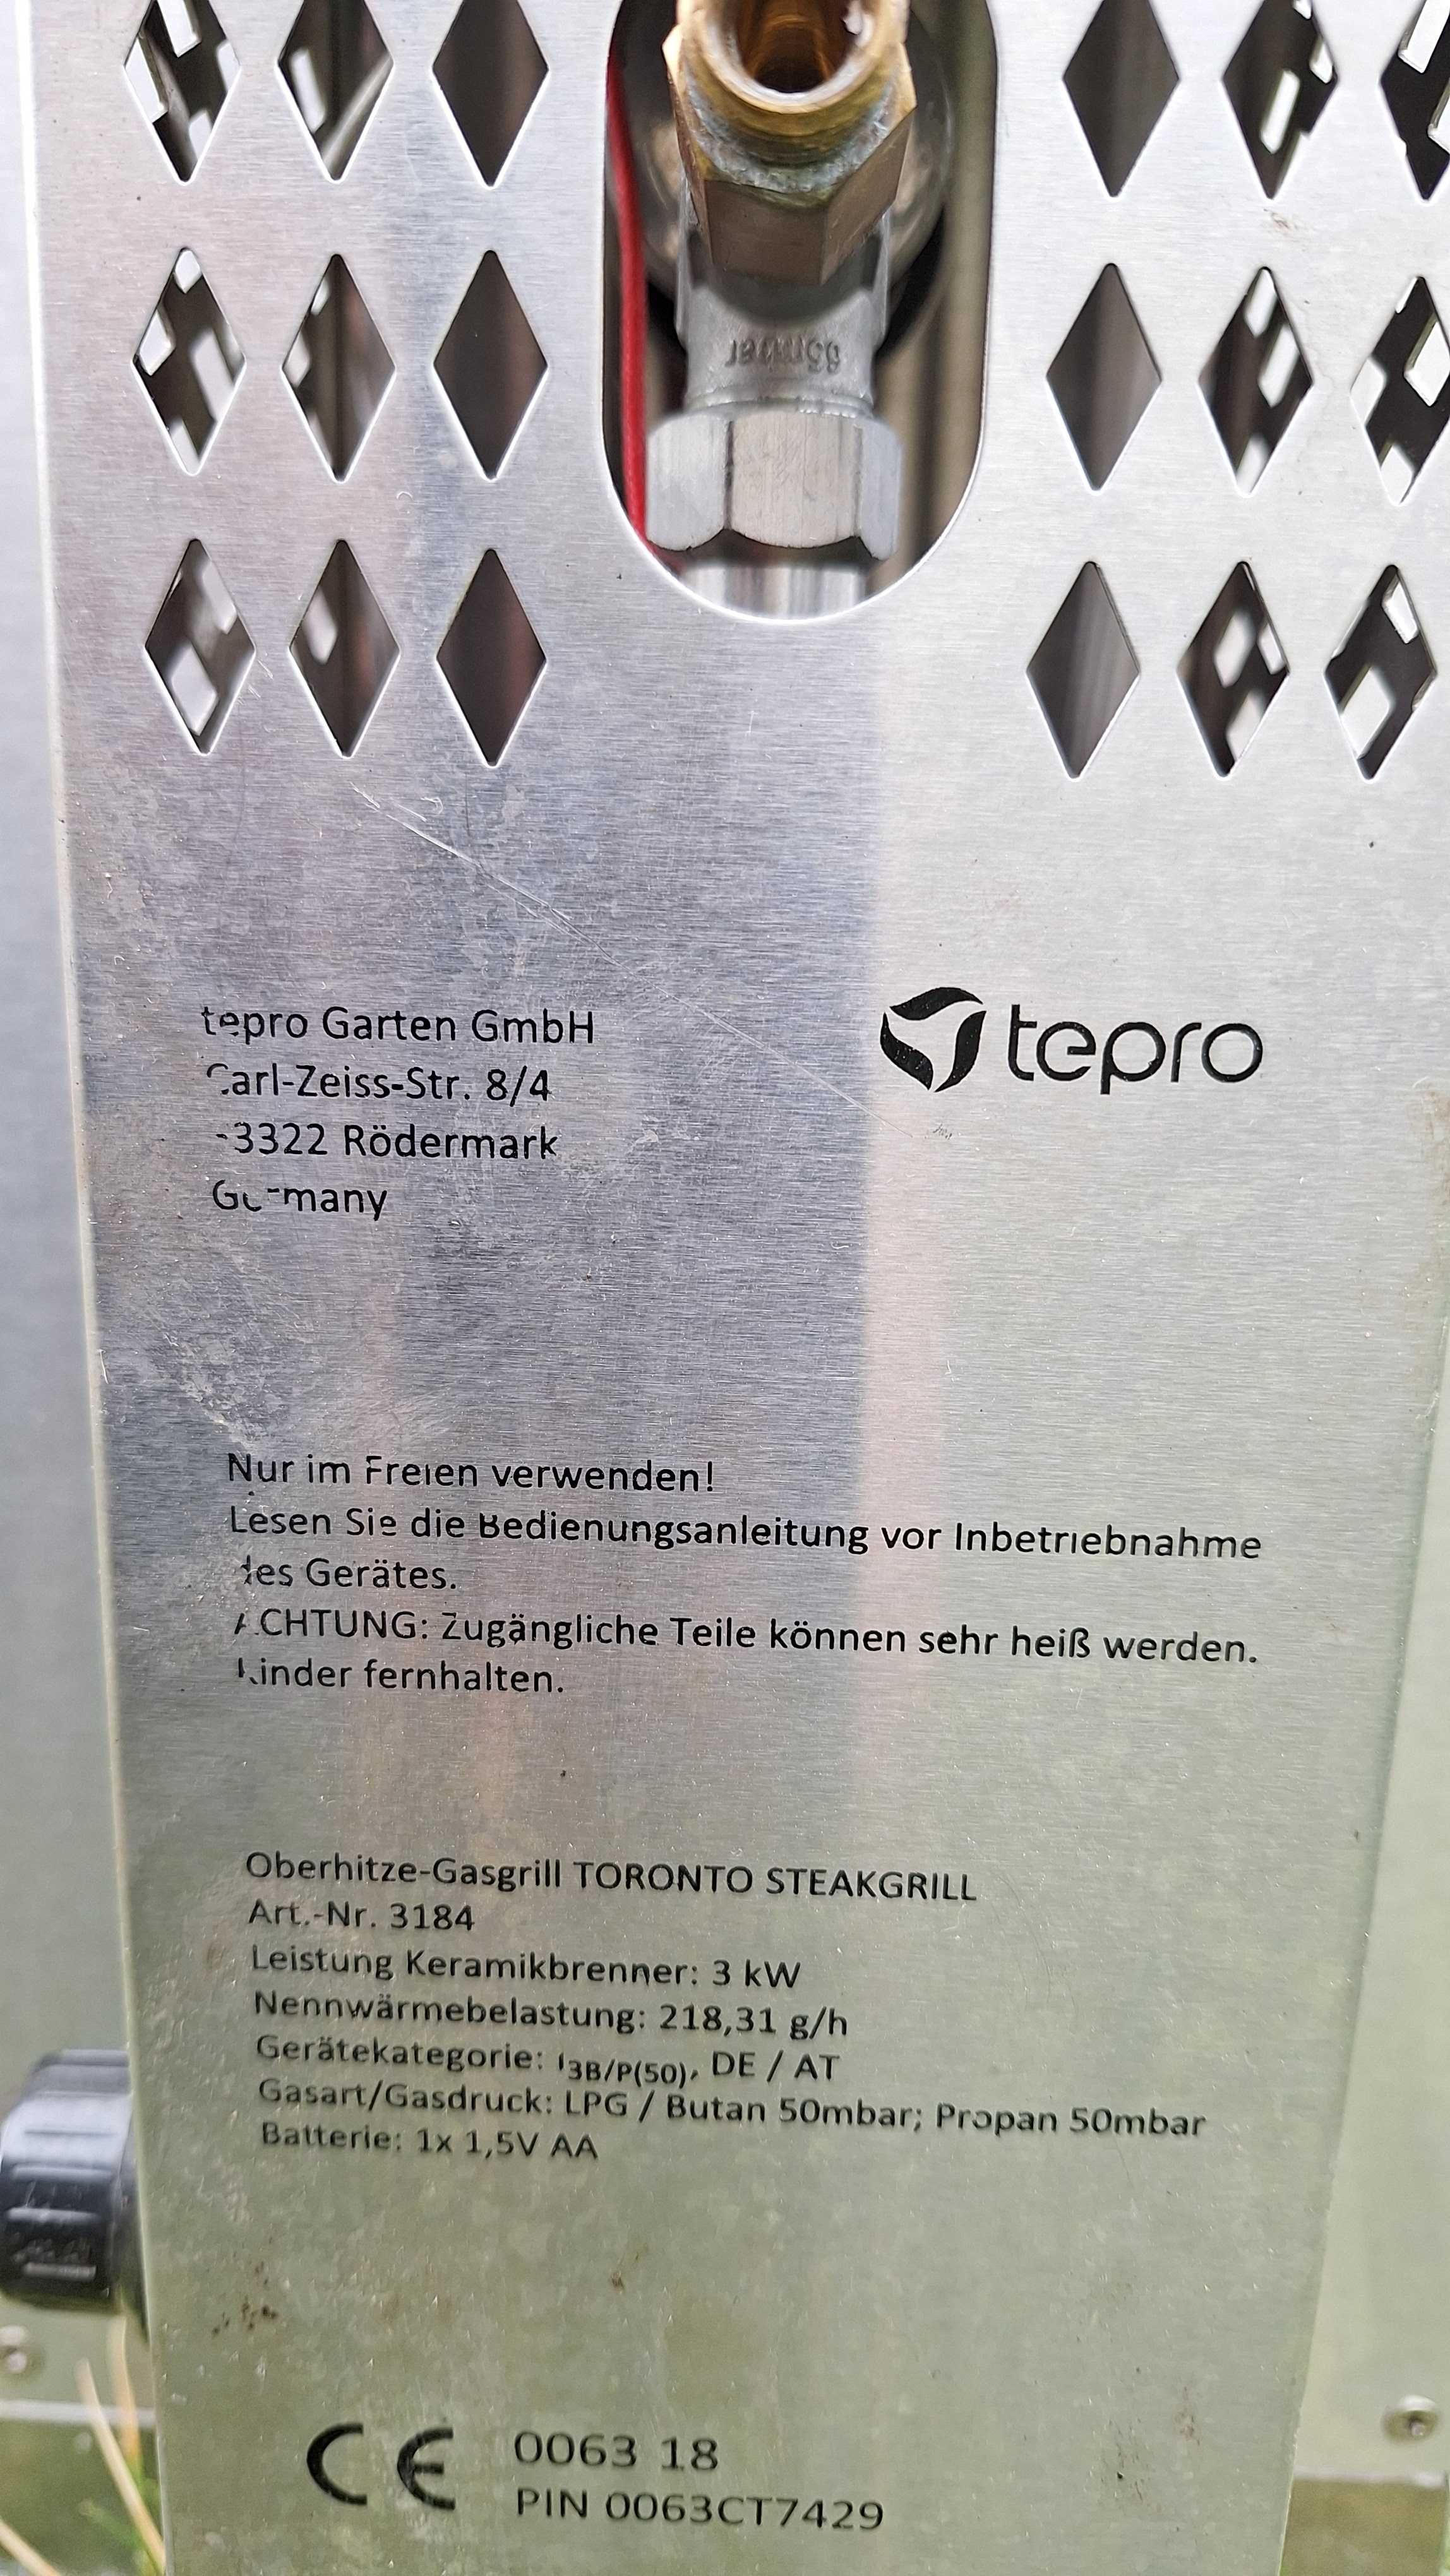 tepro Garten GmbH
Carl-Zeiss-Str. 8/4
tepro
-3322 Rödermark
Germany
Nur im Freien verwenden!
Lesen Sie die Bedienungsanleitung vor Inbetriebnahme
des Gerätes.
ACHTUNG: Zugängliche Teile können sehr heiß werden.
Kinder fernhalten.
Oberhitze-Gasgrill TORONTO STEAKGRILL
Art.-Nr. 3184
Leistung Keramikbrenner: 3 kW
Nennwärmebelastung: 218,31 g/h
Gerätekategorie: I3B/P(50), DE / AT
Gasart/Gasdruck: LPG / Butan 50mbar; Propan 50mbar
Batterie: 1x 1,5V AA
CE 0063 18
PIN 0063CT7429